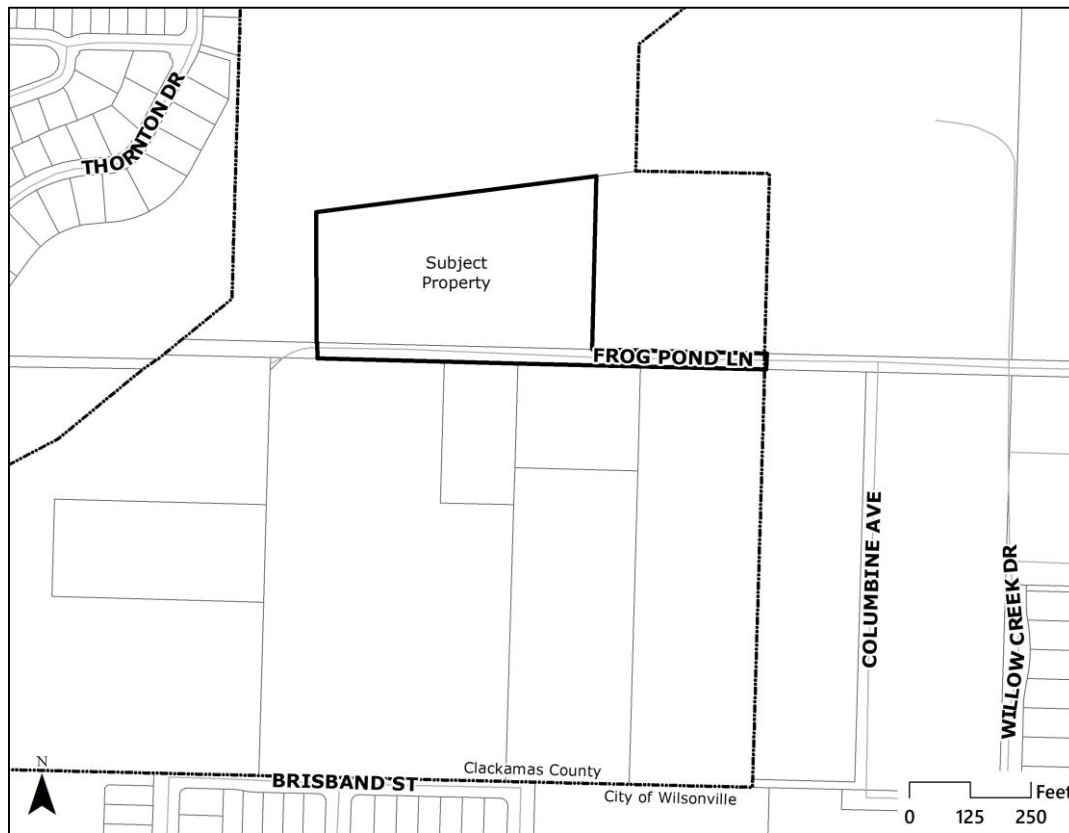 THORNTON DR
Subject
Property
FROG POND LN
COLUMBINE AVE
WILLOW CREEK DR
N
BRISBAND ST
Clackamas County
City of Wilsonville
Feet
0 125 250